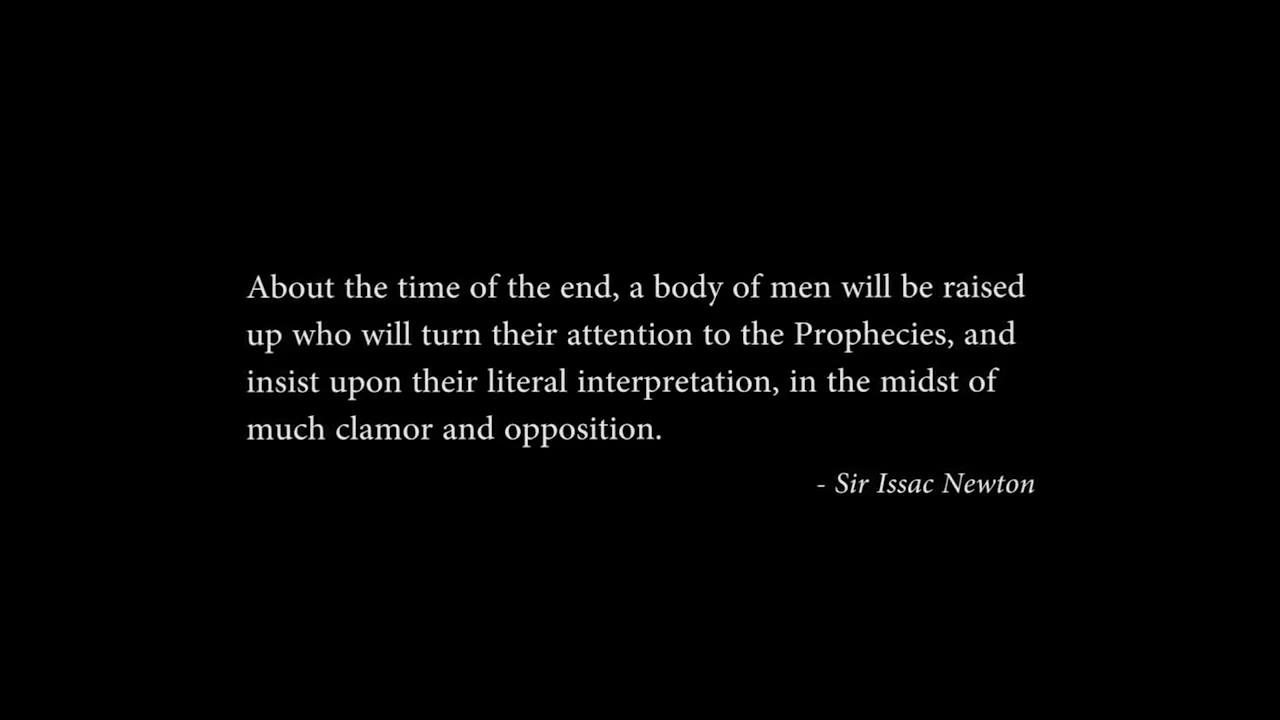 About the time of the end, a body of men will be raised
up who will turn their attention to the Prophecies, and
insist upon their literal interpretation, in the midst of
much clamor and opposition.
- Sir Issac Newton